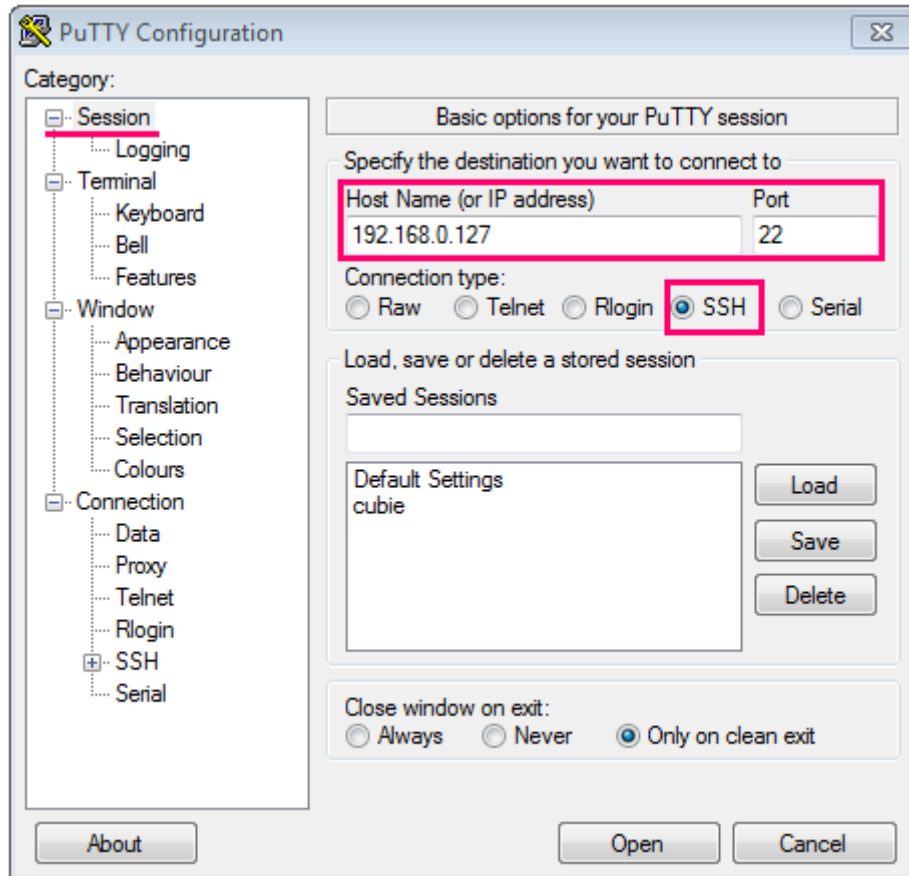 PuTTY Configuration
Category:
Session
Logging
Terminal
Keyboard
Bell
Features
Window
Appearance
Behaviour
Translation
Selection
Colours
Connection
Data
Proxy
Telnet
Rlogin
SSH
Serial
Basic options for your PuTTY session
Specify the destination you want to connect to
Host Name (or IP address) Port
192.168.0.127 22
Connection type:
Raw Telnet Rlogin SSH Serial
Load, save or delete a stored session
Saved Sessions
Default Settings
cubie
Load
Save
Delete
Close window on exit:
Always Never Only on clean exit
About Open Cancel